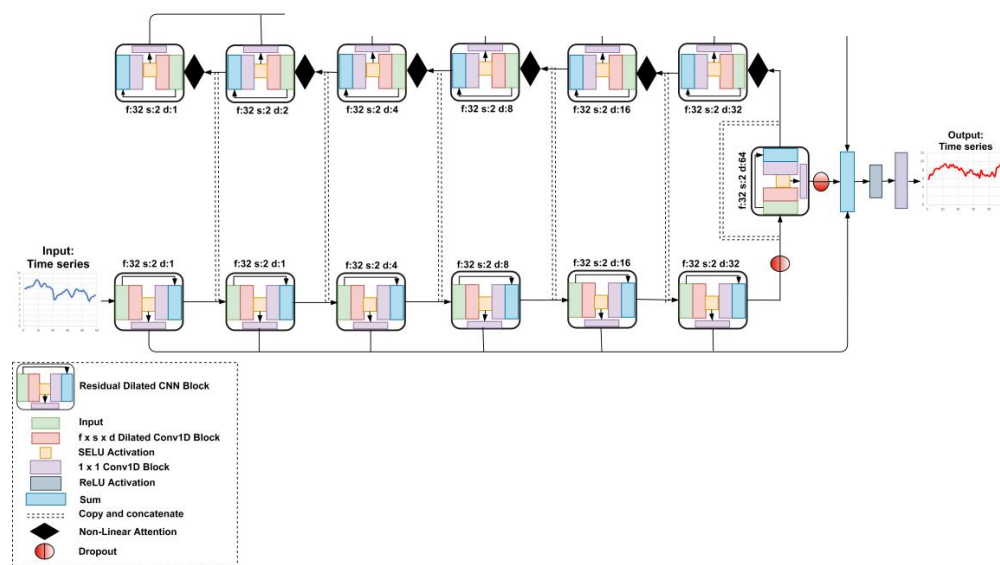 f:32 s:2 d:1
f:32 s:2 d:2
f:32 s:2 d:4
f:32 s:2 d:8
f:32 s:2 d:16
f:32 s:2 d:32
f:32 s:2 d:64
Output:
Time series
Input:
Time series
f:32 s:2 d:1
f:32 s:2 d:1
f:32 s:2 d:4
f:32 s:2 d:8
f:32 s:2 d:16
f:32 s:2 d:32
Residual Dilated CNN Block
Input
f x s x d Dilated Conv1D Block
SELU Activation
1 x 1 Conv1D Block
ReLU Activation
Sum
Copy and concatenate
Non-Linear Attention
Dropout